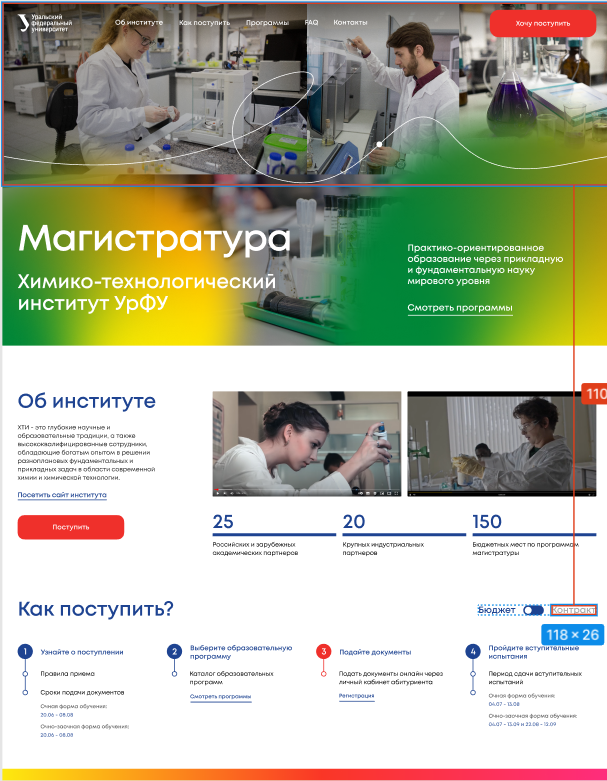 Уральский
федеральный
университет
Об институте
Как поступить
Программы
FAQ
Контакты
Хочу поступить
Магистратура
Химико-технологический
институт УрФУ
Практико-ориентированное
образование через прикладную
и фундаментальную науку
мирового уровня
Смотреть программы
110
Об институте
ХТИ - это глубокие научные и
образовательные традиции, а также
высококвалифицированные сотрудники,
обладающие богатым опытом в решении
разноплановых фундаментальных и
прикладных задач в области современной
химии и химической технологии.
Посетить сайт института
Поступить
25
Российских и зарубежных
академических партнеров
20
Крупных индустриальных
партнеров
150
Бюджетных мест по программам
магистратуры
Как поступить?
Бюджет
Контракт
118 × 26
1
Узнайте о поступлении
Правила приема
Сроки подачи документов
Очная форма обучения:
20.06 - 08.08
Очно-заочная форма обучения:
20.06 - 08.08
2
Выберите образовательную
программу
Каталог образовательных
программ
Смотреть программы
3
Подайте документы
Подать документы онлайн через
личный кабинет абитуриента
Регистрация
4
Пройдите вступительные
испытания
Период сдачи вступительных
испытаний
Очная форма обучения:
04.07 - 13.08
Очно-заочная форма обучения:
04.07 - 13.09 и 23.08 - 12.09